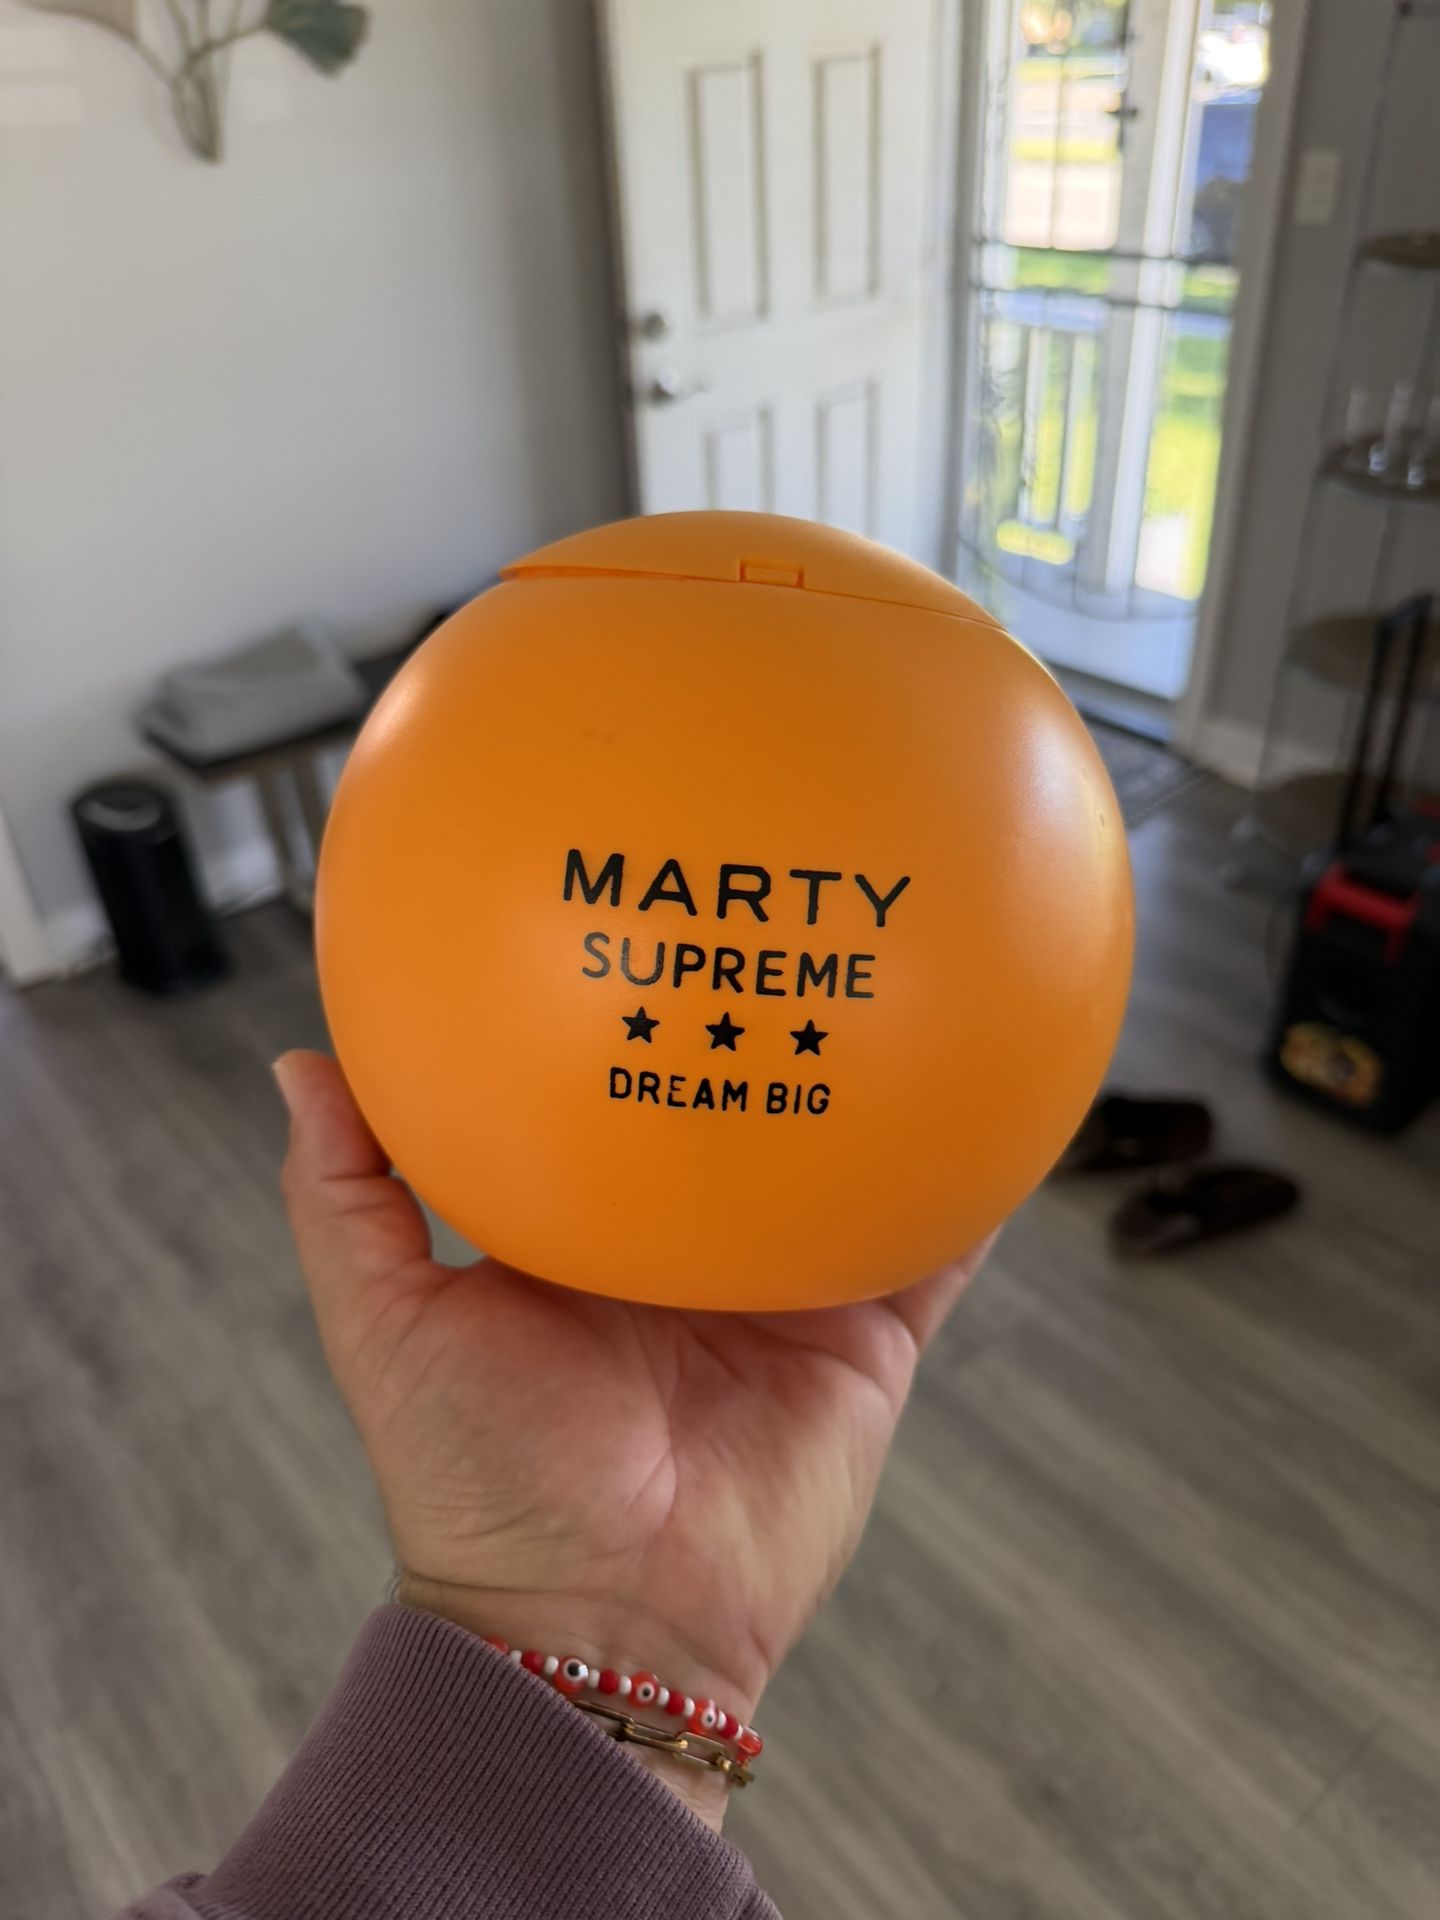 MARTY
SUPREME
★ ★ ★
DREAM BIG